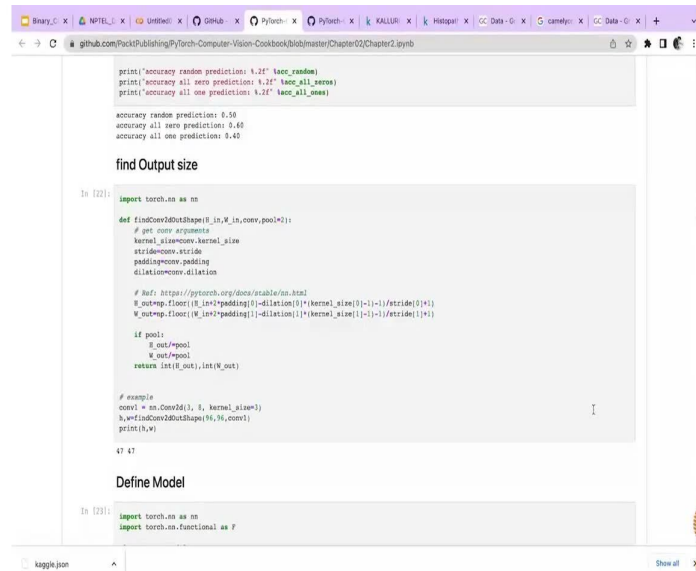 Binary_C
NPTEL_
Untitled
GitHub -
PyTorch-
PyTorch-
KALLURI
Histopat
Data - Gr
camelyo
Data - Gr
github.com/PacktPublishing/PyTorch-Computer-Vision-Cookbook/blob/master/Chapter02/Chapter2.ipynb
print("accuracy random prediction: %.2f" %acc_random)
print("accuracy all zero prediction: %.2f" %acc_all_zeros)
print("accuracy all one prediction: %.2f" %acc_all_ones)
accuracy random prediction: 0.50
accuracy all zero prediction: 0.60
accuracy all one prediction: 0.40
find Output size
In [22]:
import torch.nn as nn
def findConv2dOutShape(H_in,W_in,conv,pool=2):
# get conv arguments
kernel_size=conv.kernel_size
stride=conv.stride
padding=conv.padding
dilation=conv.dilation
# Ref: https://pytorch.org/docs/stable/nn.html
H_out=np.floor((H_in+2*padding[0]-dilation[0]*(kernel_size[0]-1)-1)/stride[0]+1)
W_out=np.floor((W_in+2*padding[1]-dilation[1]*(kernel_size[1]-1)-1)/stride[1]+1)
if pool:
H_out/=pool
W_out/=pool
return int(H_out),int(W_out)
# example
conv1 = nn.Conv2d(3, 8, kernel_size=3)
h,w=findConv2dOutShape(96,96,conv1)
print(h,w)
47 47
Define Model
In [23]:
import torch.nn as nn
import torch.nn.functional as F
kaggle.json
Show all